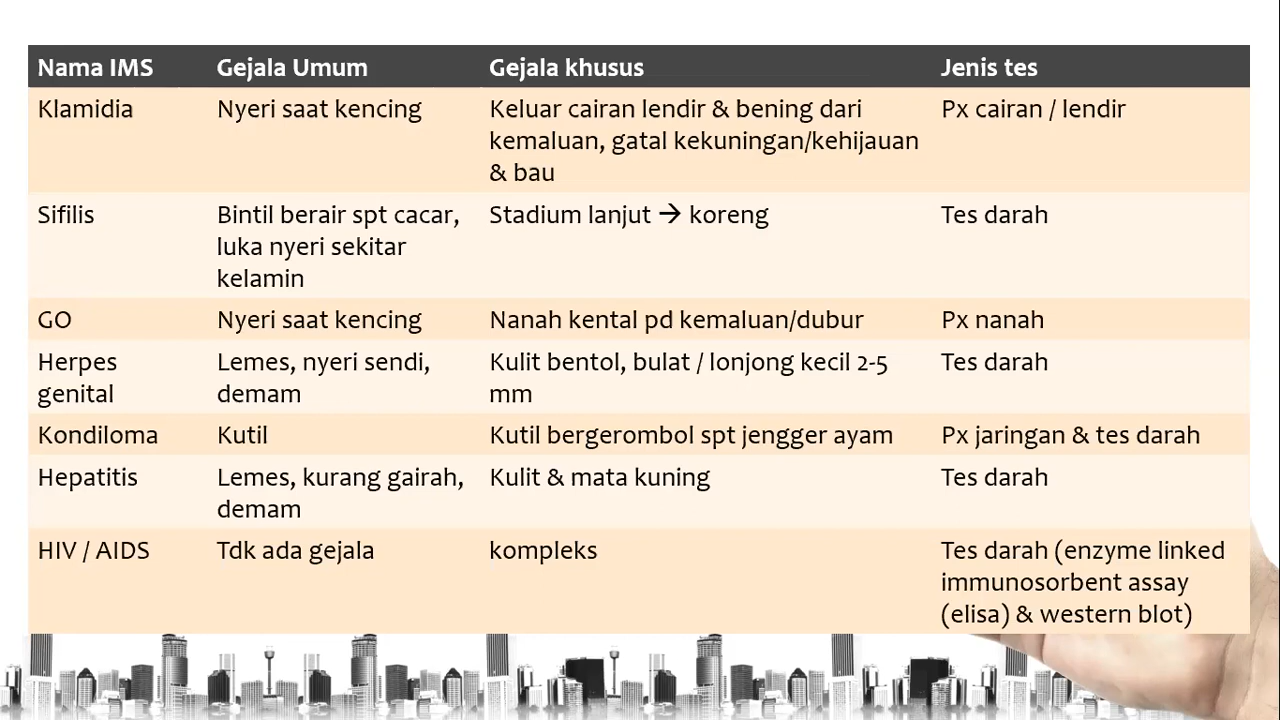 Nama IMS Gejala Umum Gejala khusus Jenis tes
Klamidia Nyeri saat kencing Keluar cairan lendir & bening dari Px cairan / lendir
kemaluan, gatal kekuningan/kehijauan
& bau
Sifilis Bintil berair spt cacar, Stadium lanjut → koreng Tes darah
luka nyeri sekitar
kelamin
GO Nyeri saat kencing Nanah kental pd kemaluan/dubur Px nanah
Herpes Lemes, nyeri sendi, Kulit bentol, bulat / lonjong kecil 2-5 Tes darah
genital demam mm
Kondiloma Kutil Kutil bergerombol spt jengger ayam Px jaringan & tes darah
Hepatitis Lemes, kurang gairah, Kulit & mata kuning Tes darah
demam
HIV / AIDS Tdk ada gejala kompleks Tes darah (enzyme linked
immunosorbent assay
(elisa) & western blot)